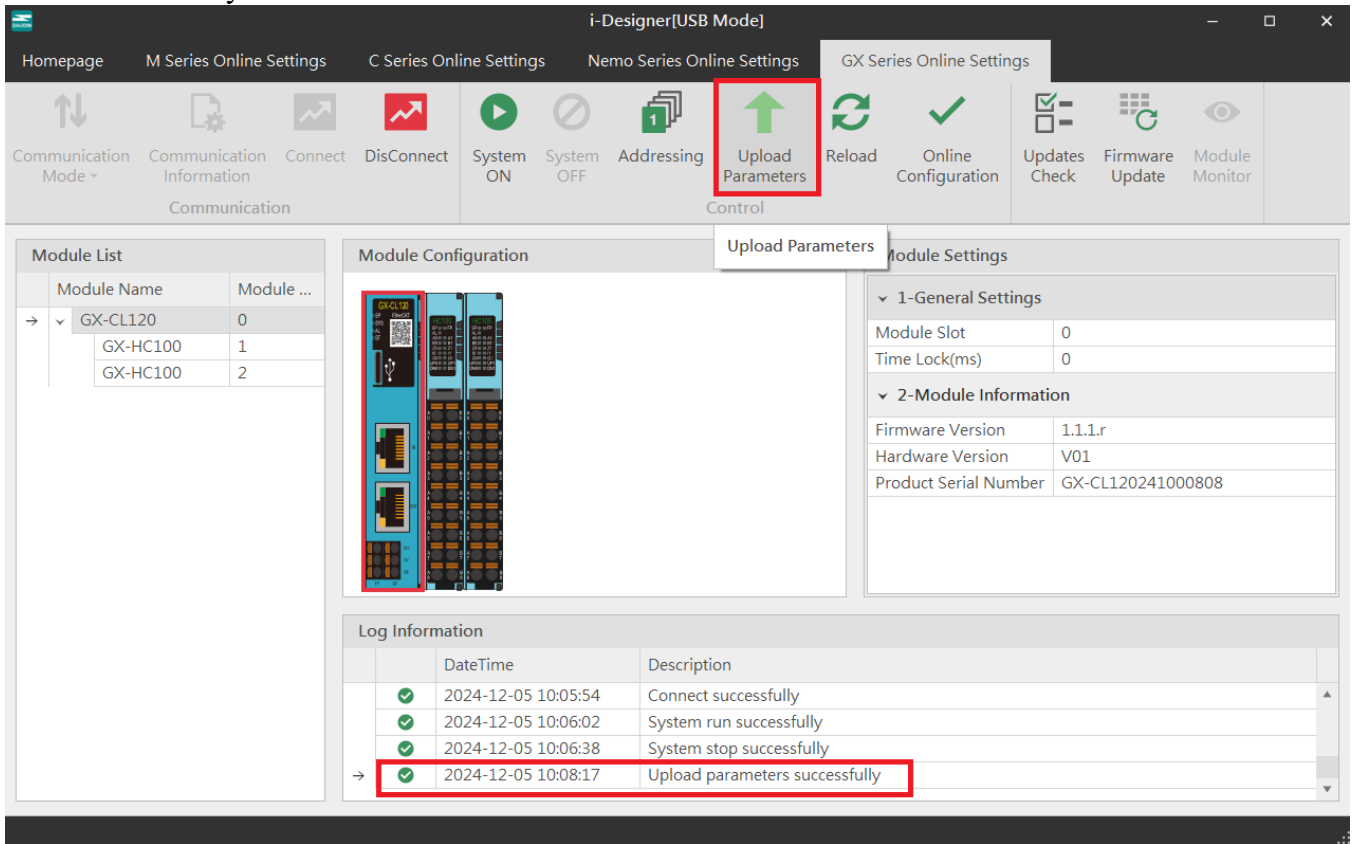 i-Designer[USB Mode]
DAUDIN
Homepage M Series Online Settings C Series Online Settings Nemo Series Online Settings GX Series Online Settings
1
Communication Mode Communication Information Connect DisConnect System ON System OFF Addressing Upload Parameters Reload Online Configuration Updates Check Firmware Update Module Monitor
Communication Control
Upload Parameters
Module List
Module Name Module ...
GX-CL120 0
GX-HC100 1
GX-HC100 2
Module Configuration
GX-CL120
EtherCAT
HC100 HC100
Module Settings
1-General Settings
Module Slot 0
Time Lock(ms) 0
2-Module Information
Firmware Version 1.1.1.r
Hardware Version V01
Product Serial Number GX-CL120241000808
Log Information
DateTime Description
2024-12-05 10:05:54 Connect successfully
2024-12-05 10:06:02 System run successfully
2024-12-05 10:06:38 System stop successfully
2024-12-05 10:08:17 Upload parameters successfully